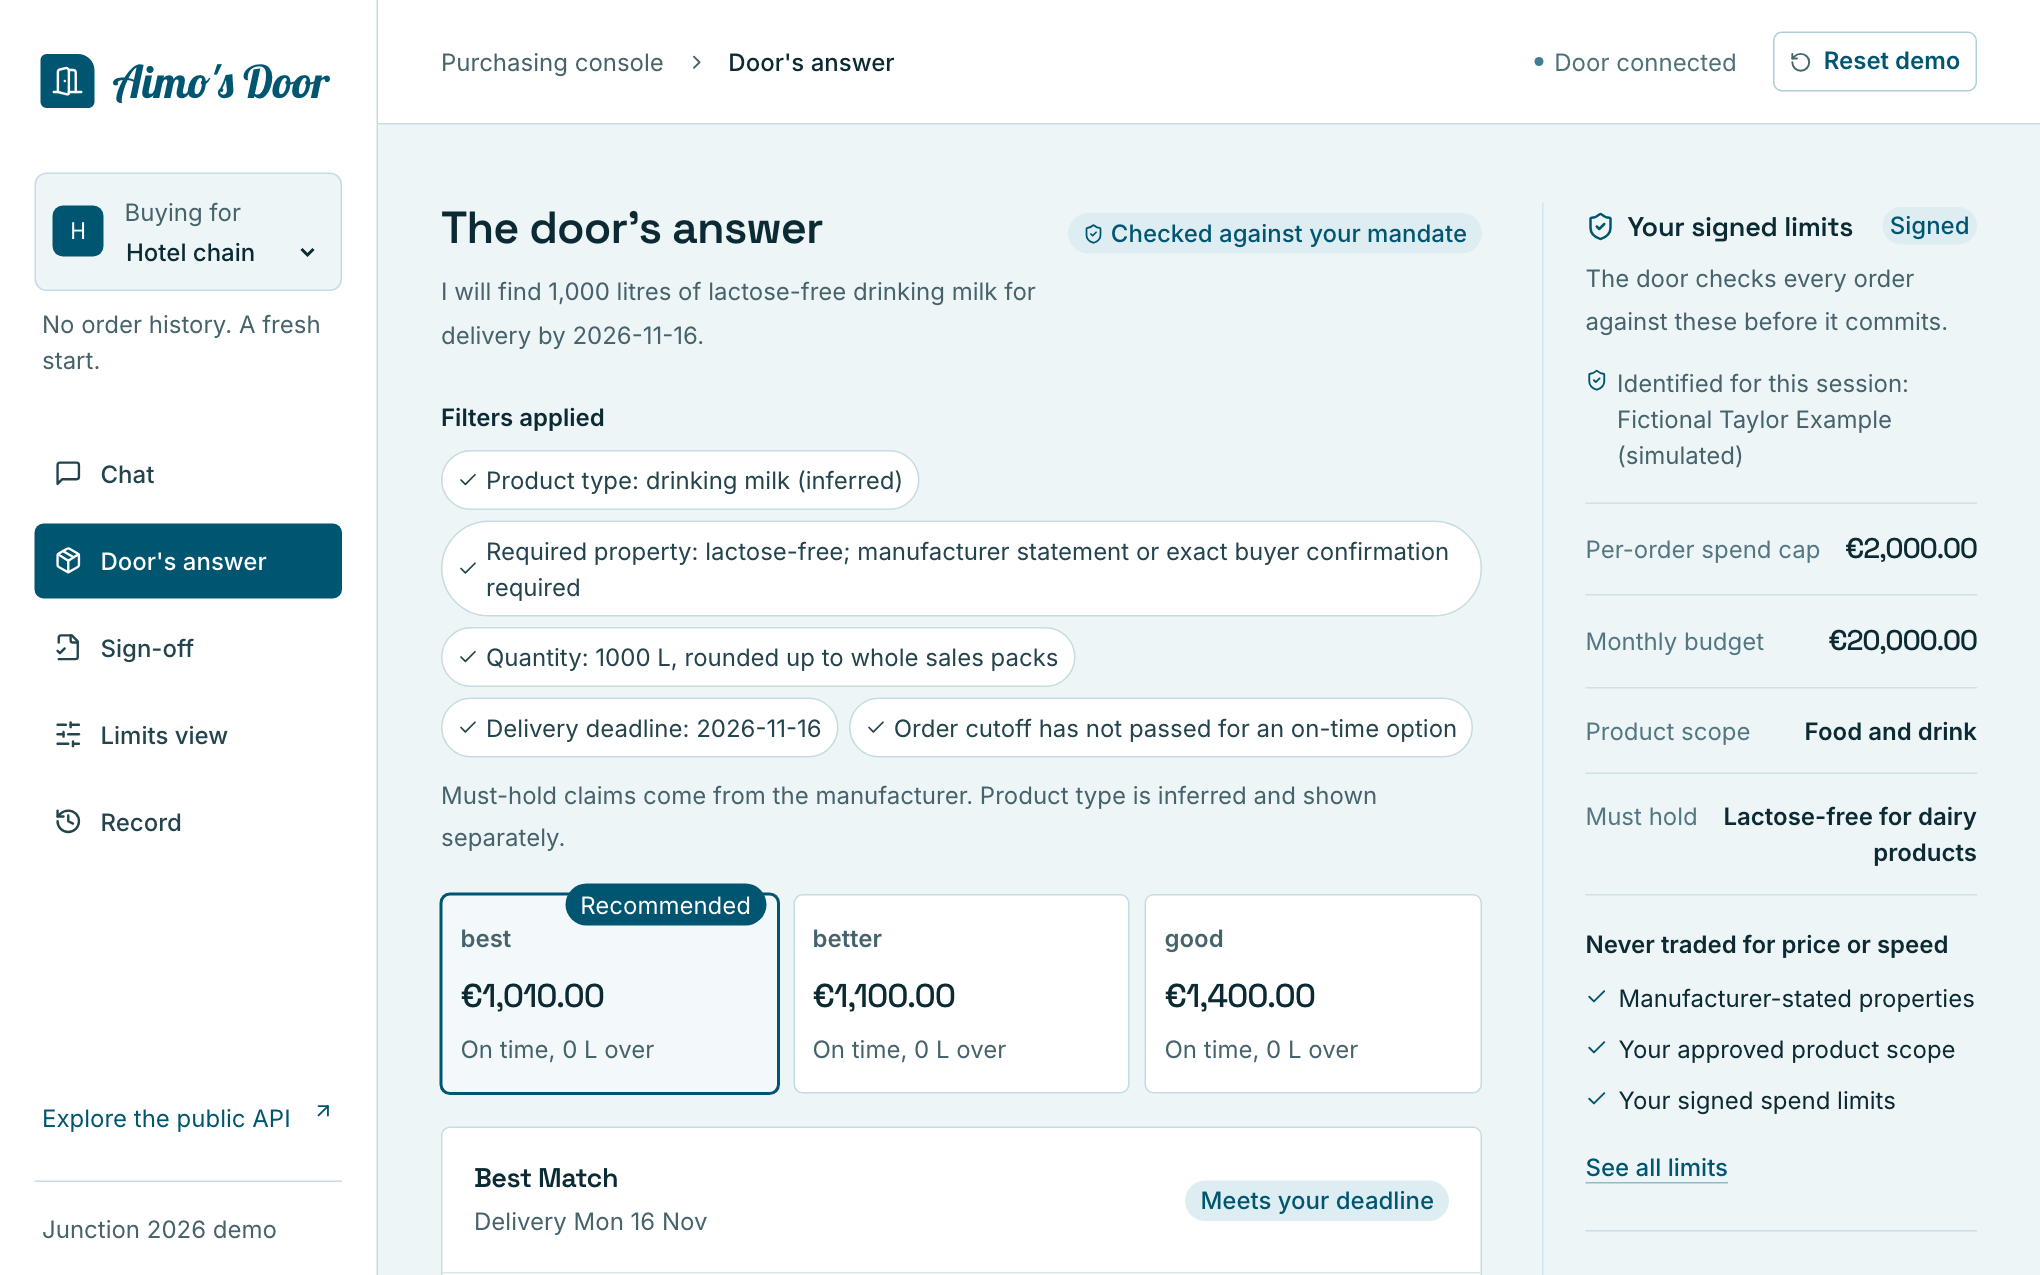 Aimo's Door
H
Buying for
Hotel chain
No order history. A fresh
start.
Chat
Door's answer
Sign-off
Limits view
Record
Explore the public API
Junction 2026 demo
Purchasing console
Door's answer
Door connected
Reset demo
The door's answer
Checked against your mandate
I will find 1,000 litres of lactose-free drinking milk for
delivery by 2026-11-16.
Filters applied
Product type: drinking milk (inferred)
Required property: lactose-free; manufacturer statement or exact buyer confirmation
required
Quantity: 1000 L, rounded up to whole sales packs
Delivery deadline: 2026-11-16
Order cutoff has not passed for an on-time option
Must-hold claims come from the manufacturer. Product type is inferred and shown
separately.
Recommended
best
€1,010.00
On time, 0 L over
better
€1,100.00
On time, 0 L over
good
€1,400.00
On time, 0 L over
Best Match
Delivery Mon 16 Nov
Meets your deadline
Your signed limits
Signed
The door checks every order
against these before it commits.
Identified for this session:
Fictional Taylor Example
(simulated)
Per-order spend cap €2,000.00
Monthly budget €20,000.00
Product scope Food and drink
Must hold Lactose-free for dairy
products
Never traded for price or speed
Manufacturer-stated properties
Your approved product scope
Your signed spend limits
See all limits